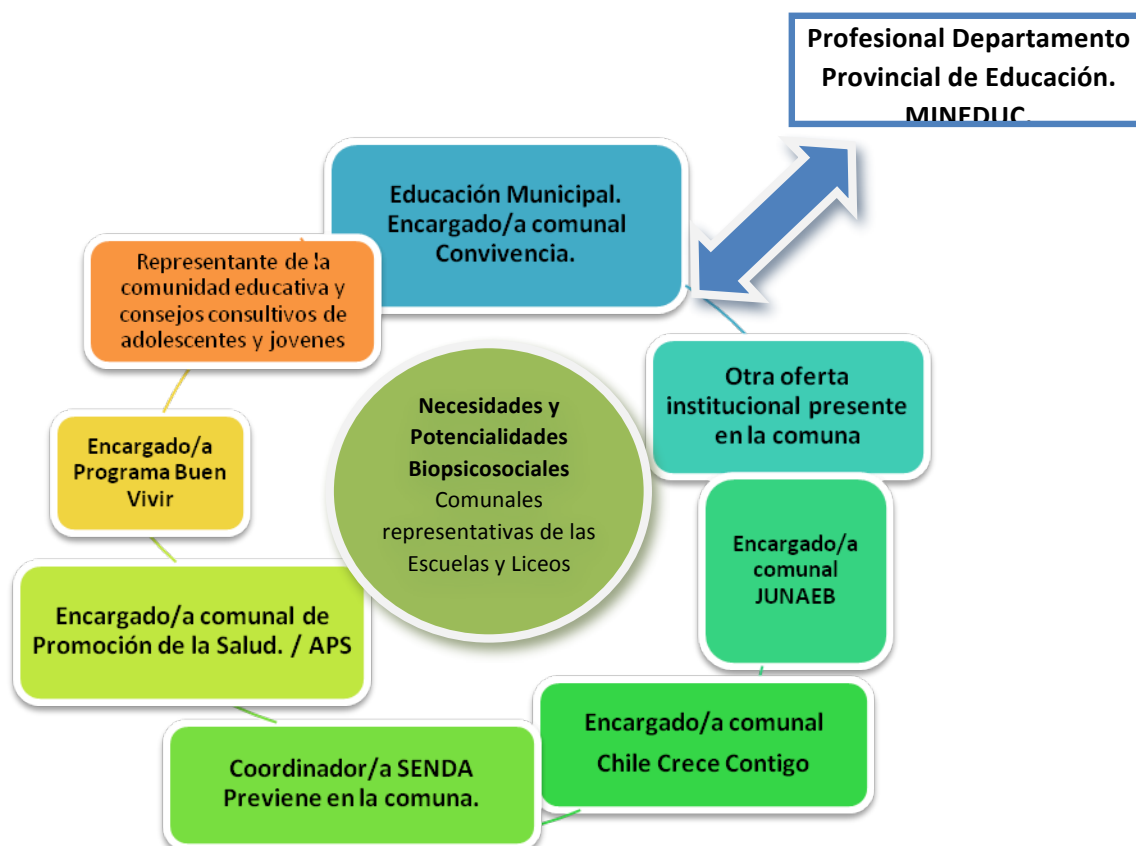 Profesional Departamento
Provincial de Educación.
MINEDUC.
Educación Municipal.
Encargado/a comunal
Convivencia.
Representante de la
comunidad educativa y
consejos consultivos de
adolescentes y jovenes
Otra oferta
institucional presente
en la comuna
Necesidades y
Potencialidades
Biopsicosociales
Comunales
representativas de las
Escuelas y Liceos
Encargado/a
Programa Buen
Vivir
Encargado/a
comunal
JUNAEB
Encargado/a comunal de
Promoción de la Salud. / APS
Encargado/a comunal
Chile Crece Contigo
Coordinador/a SENDA
Previene en la comuna.